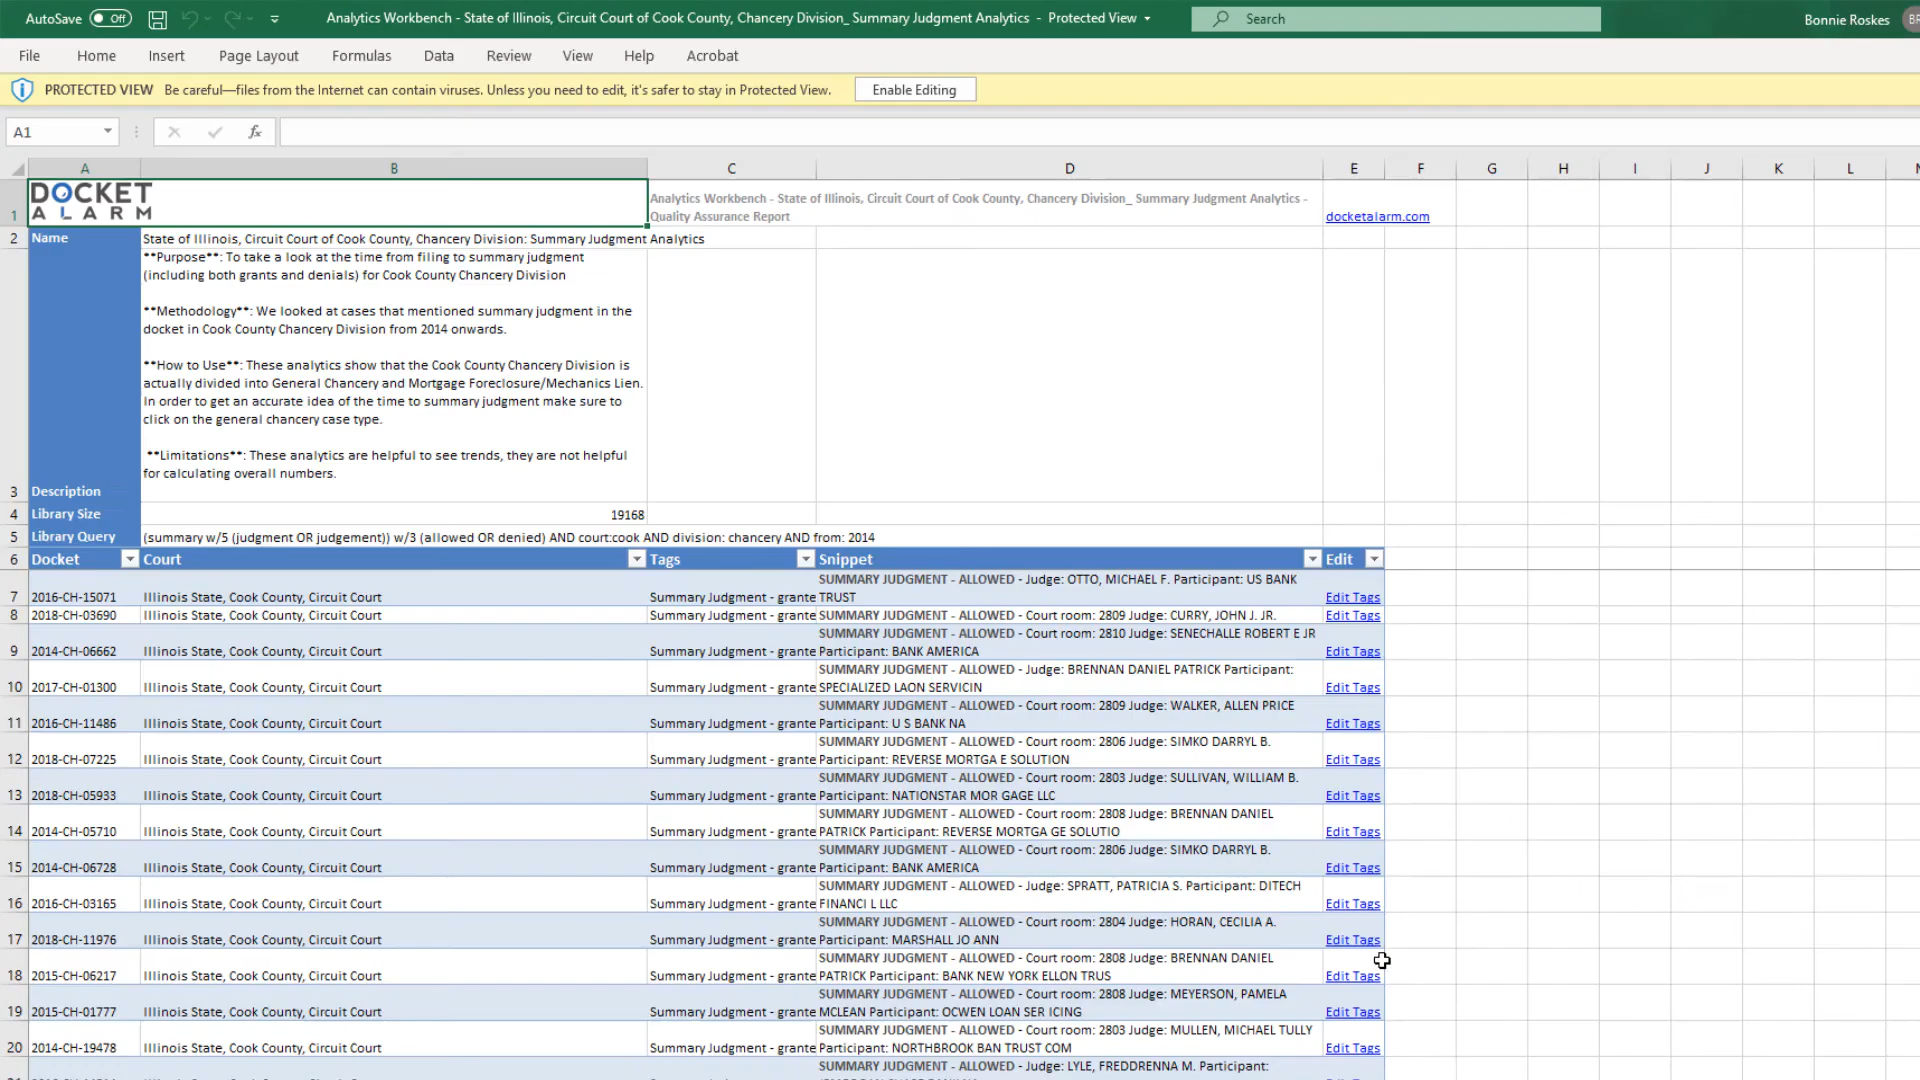 AutoSave Off Analytics Workbench - State of Illinois, Circuit Court of Cook County, Chancery Division_ Summary Judgment Analytics - Protected View Search Bonnie Roskes BR
File Home Insert Page Layout Formulas Data Review View Help Acrobat
PROTECTED VIEW Be careful—files from the Internet can contain viruses. Unless you need to edit, it's safer to stay in Protected View. Enable Editing
A1 fx
A B C D E F G H I J K L
1 DOCKET
ALARM
Analytics Workbench - State of Illinois, Circuit Court of Cook County, Chancery Division_ Summary Judgment Analytics -
Quality Assurance Report
docketalarm.com
2 Name State of Illinois, Circuit Court of Cook County, Chancery Division: Summary Judgment Analytics
**Purpose**: To take a look at the time from filing to summary judgment
(including both grants and denials) for Cook County Chancery Division
**Methodology**: We looked at cases that mentioned summary judgment in the
docket in Cook County Chancery Division from 2014 onwards.
**How to Use**: These analytics show that the Cook County Chancery Division is
actually divided into General Chancery and Mortgage Foreclosure/Mechanics Lien.
In order to get an accurate idea of the time to summary judgment make sure to
click on the general chancery case type.
**Limitations**: These analytics are helpful to see trends, they are not helpful
for calculating overall numbers.
3 Description
4 Library Size 19168
5 Library Query (summary w/5 (judgment OR judgement)) w/3 (allowed OR denied) AND court:cook AND division: chancery AND from: 2014
6 Docket Court Tags Snippet Edit
SUMMARY JUDGMENT - ALLOWED - Judge: OTTO, MICHAEL F. Participant: US BANK
7 2016-CH-15071 Illinois State, Cook County, Circuit Court Summary Judgment - grante TRUST Edit Tags
8 2018-CH-03690 Illinois State, Cook County, Circuit Court Summary Judgment - grante SUMMARY JUDGMENT - ALLOWED - Court room: 2809 Judge: CURRY, JOHN J. JR. Edit Tags
SUMMARY JUDGMENT - ALLOWED - Court room: 2810 Judge: SENECHALLE ROBERT E JR
9 2014-CH-06662 Illinois State, Cook County, Circuit Court Summary Judgment - grante Participant: BANK AMERICA Edit Tags
SUMMARY JUDGMENT - ALLOWED - Judge: BRENNAN DANIEL PATRICK Participant:
10 2017-CH-01300 Illinois State, Cook County, Circuit Court Summary Judgment - grante SPECIALIZED LAON SERVICIN Edit Tags
SUMMARY JUDGMENT - ALLOWED - Court room: 2809 Judge: WALKER, ALLEN PRICE
11 2016-CH-11486 Illinois State, Cook County, Circuit Court Summary Judgment - grante Participant: U S BANK NA Edit Tags
SUMMARY JUDGMENT - ALLOWED - Court room: 2806 Judge: SIMKO DARRYL B.
12 2018-CH-07225 Illinois State, Cook County, Circuit Court Summary Judgment - grante Participant: REVERSE MORTGA E SOLUTION Edit Tags
SUMMARY JUDGMENT - ALLOWED - Court room: 2803 Judge: SULLIVAN, WILLIAM B.
13 2018-CH-05933 Illinois State, Cook County, Circuit Court Summary Judgment - grante Participant: NATIONSTAR MOR GAGE LLC Edit Tags
SUMMARY JUDGMENT - ALLOWED - Court room: 2808 Judge: BRENNAN DANIEL
14 2014-CH-05710 Illinois State, Cook County, Circuit Court Summary Judgment - grante PATRICK Participant: REVERSE MORTGA GE SOLUTIO Edit Tags
SUMMARY JUDGMENT - ALLOWED - Court room: 2806 Judge: SIMKO DARRYL B.
15 2014-CH-06728 Illinois State, Cook County, Circuit Court Summary Judgment - grante Participant: BANK AMERICA Edit Tags
SUMMARY JUDGMENT - ALLOWED - Judge: SPRATT, PATRICIA S. Participant: DITECH
16 2016-CH-03165 Illinois State, Cook County, Circuit Court Summary Judgment - grante FINANCI L LLC Edit Tags
SUMMARY JUDGMENT - ALLOWED - Court room: 2804 Judge: HORAN, CECILIA A.
17 2018-CH-11976 Illinois State, Cook County, Circuit Court Summary Judgment - grante Participant: MARSHALL JO ANN Edit Tags
SUMMARY JUDGMENT - ALLOWED - Court room: 2808 Judge: BRENNAN DANIEL
18 2015-CH-06217 Illinois State, Cook County, Circuit Court Summary Judgment - grante PATRICK Participant: BANK NEW YORK ELLON TRUS Edit Tags
SUMMARY JUDGMENT - ALLOWED - Court room: 2808 Judge: MEYERSON, PAMELA
19 2015-CH-01777 Illinois State, Cook County, Circuit Court Summary Judgment - grante MCLEAN Participant: OCWEN LOAN SER ICING Edit Tags
SUMMARY JUDGMENT - ALLOWED - Court room: 2803 Judge: MULLEN, MICHAEL TULLY
20 2014-CH-19478 Illinois State, Cook County, Circuit Court Summary Judgment - grante Participant: NORTHBROOK BAN TRUST COM Edit Tags
SUMMARY JUDGMENT - ALLOWED - Judge: LYLE, FREDDRENNA M. Participant: